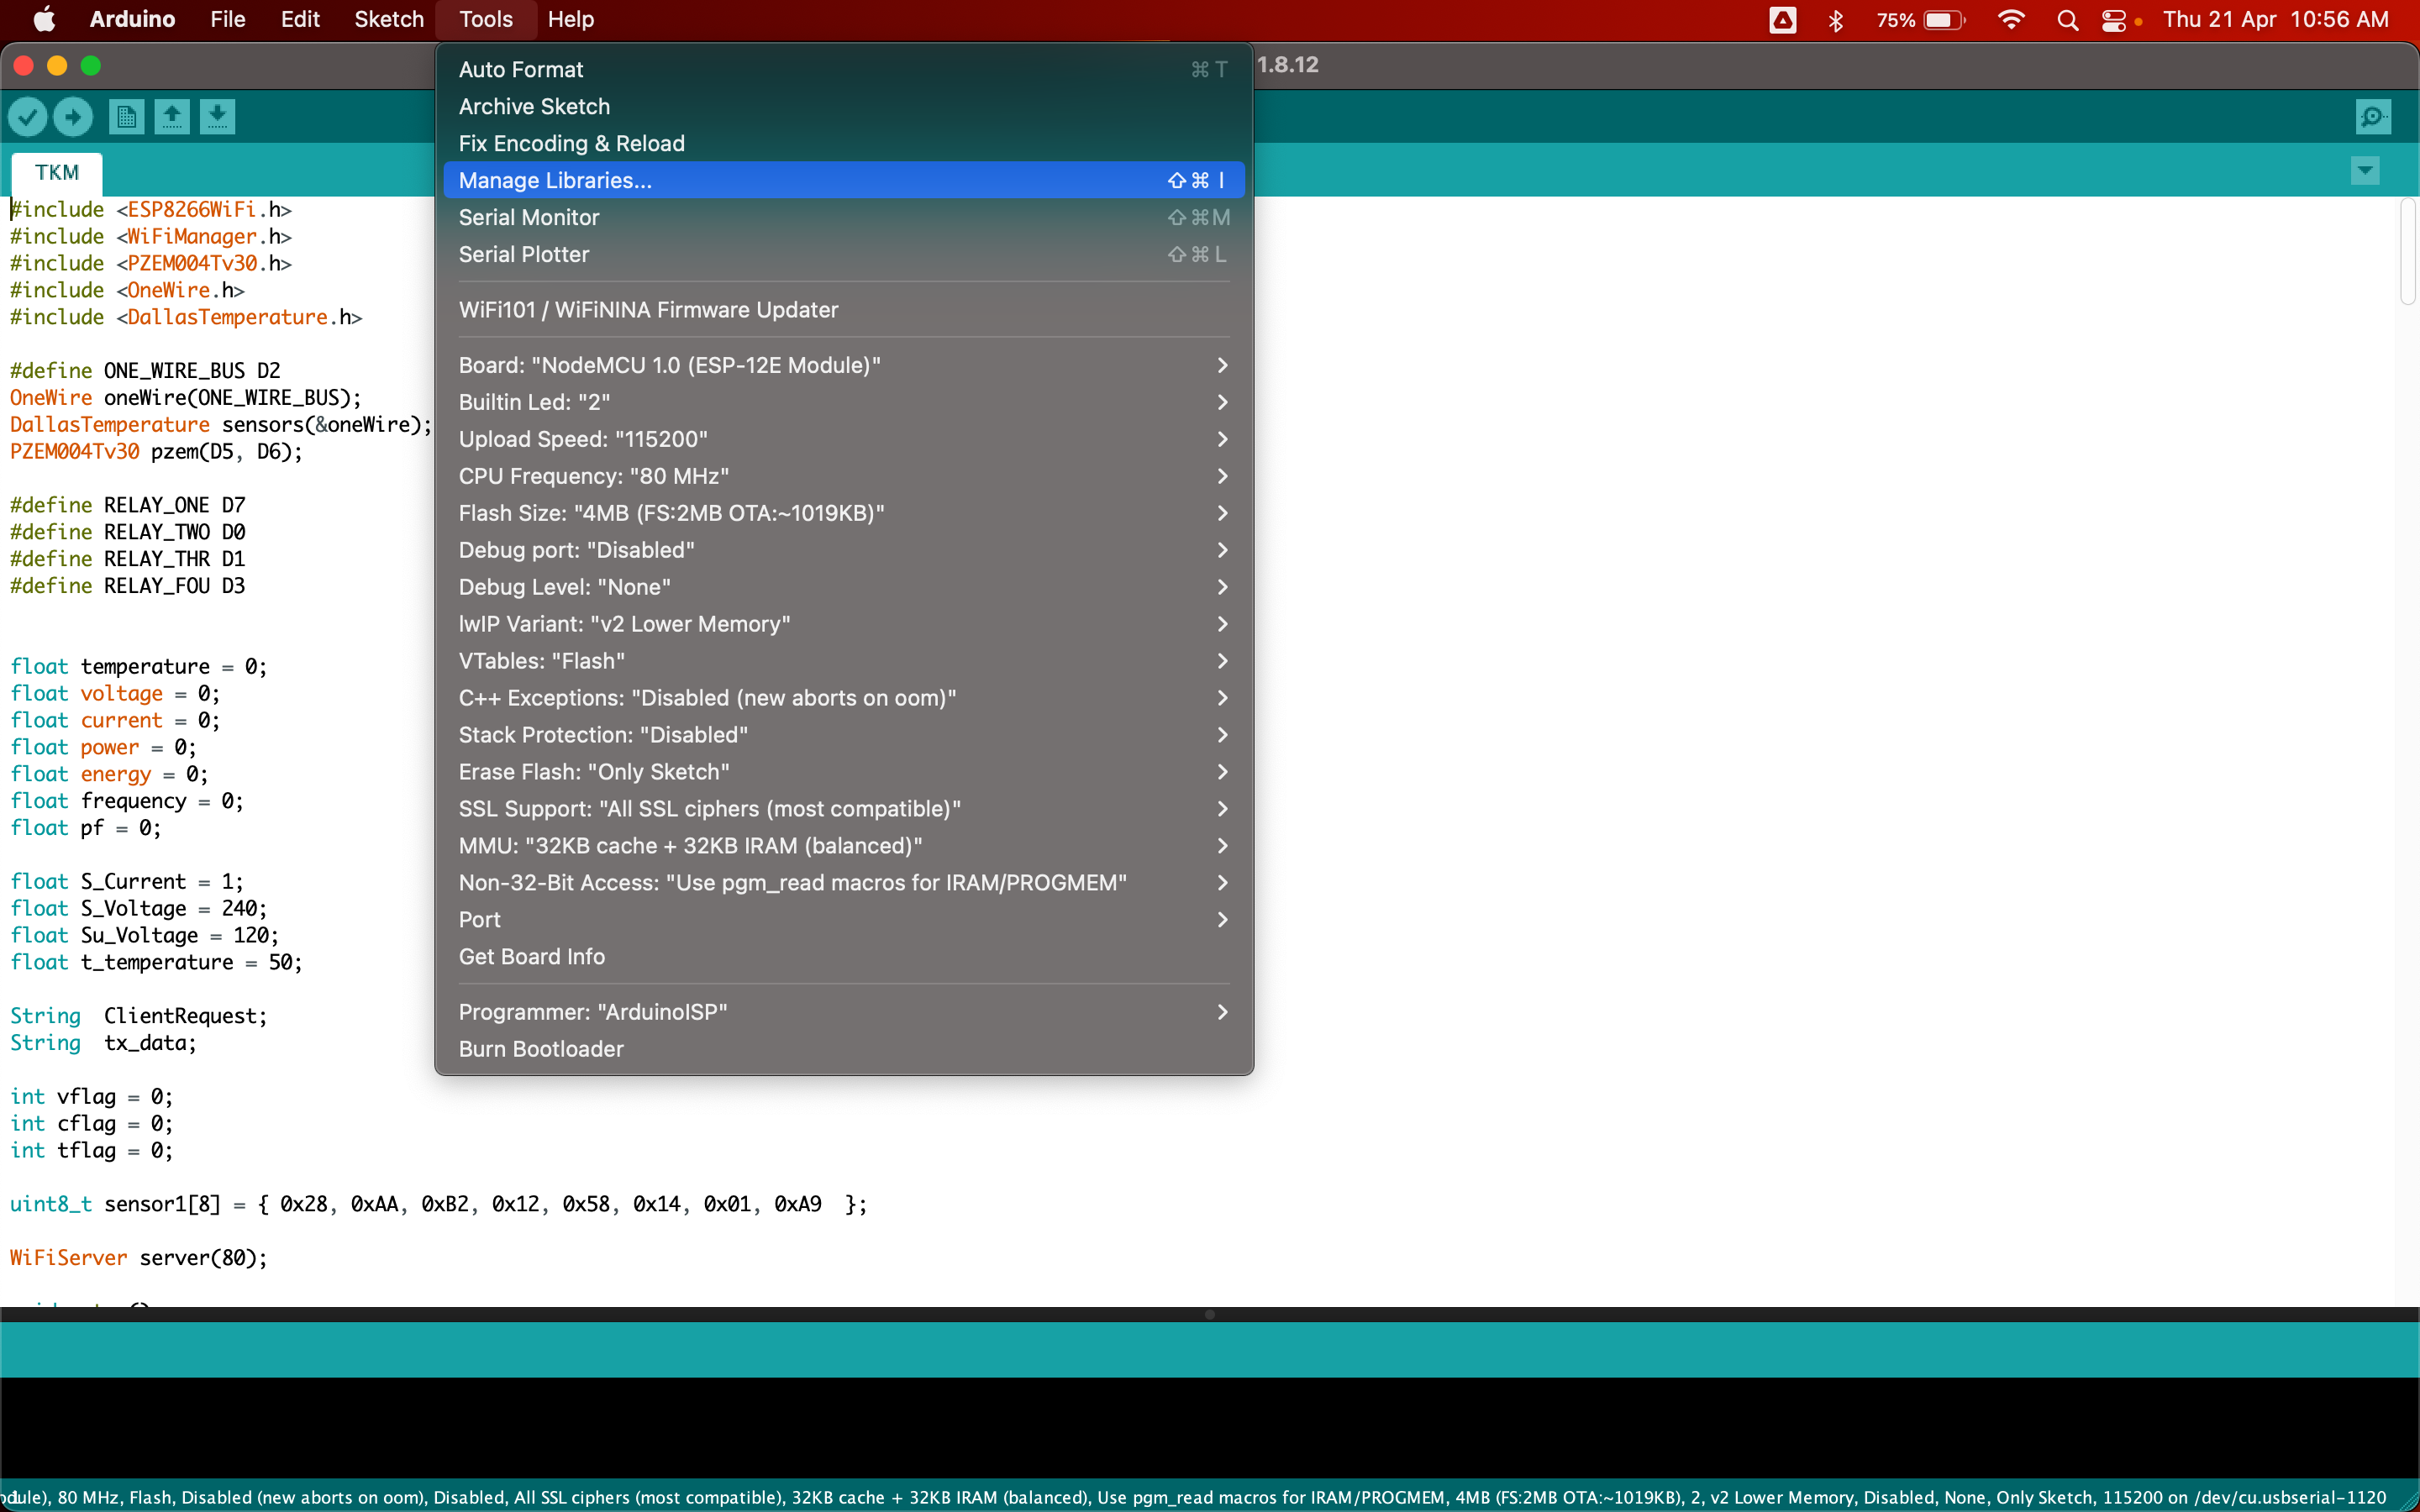 Arduino File Edit Sketch Tools Help 75% Thu 21 Apr 10:56 AM
1.8.12
TKM
Auto Format ⌘T
Archive Sketch
Fix Encoding & Reload
Manage Libraries... ⇧⌘I
Serial Monitor ⇧⌘M
Serial Plotter ⇧⌘L
WiFi101 / WiFiNINA Firmware Updater
Board: "NodeMCU 1.0 (ESP-12E Module)"
Builtin Led: "2"
Upload Speed: "115200"
CPU Frequency: "80 MHz"
Flash Size: "4MB (FS:2MB OTA:~1019KB)"
Debug port: "Disabled"
Debug Level: "None"
lwIP Variant: "v2 Lower Memory"
VTables: "Flash"
C++ Exceptions: "Disabled (new aborts on oom)"
Stack Protection: "Disabled"
Erase Flash: "Only Sketch"
SSL Support: "All SSL ciphers (most compatible)"
MMU: "32KB cache + 32KB IRAM (balanced)"
Non-32-Bit Access: "Use pgm_read macros for IRAM/PROGMEM"
Port
Get Board Info
Programmer: "ArduinoISP"
Burn Bootloader
#include <ESP8266WiFi.h>
#include <WiFiManager.h>
#include <PZEM004Tv30.h>
#include <OneWire.h>
#include <DallasTemperature.h>
#define ONE_WIRE_BUS D2
OneWire oneWire(ONE_WIRE_BUS);
DallasTemperature sensors(&oneWire);
PZEM004Tv30 pzem(D5, D6);
#define RELAY_ONE D7
#define RELAY_TWO D0
#define RELAY_THR D1
#define RELAY_FOU D3
float temperature = 0;
float voltage = 0;
float current = 0;
float power = 0;
float energy = 0;
float frequency = 0;
float pf = 0;
float S_Current = 1;
float S_Voltage = 240;
float Su_Voltage = 120;
float t_temperature = 50;
String  ClientRequest;
String  tx_data;
int vflag = 0;
int cflag = 0;
int tflag = 0;
uint8_t sensor1[8] = { 0x28, 0xAA, 0xB2, 0x12, 0x58, 0x14, 0x01, 0xA9  };
WiFiServer server(80);
80 MHz, Flash, Disabled (new aborts on oom), Disabled, All SSL ciphers (most compatible), 32KB cache + 32KB IRAM (balanced), Use pgm_read macros for IRAM/PROGMEM, 4MB (FS:2MB OTA:~1019KB), 2, v2 Lower Memory, Disabled, None, Only Sketch, 115200 on /dev/cu.usbserial-1120